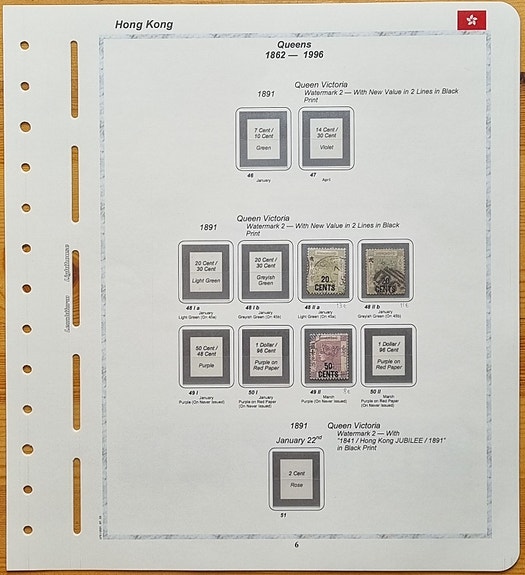 Hong Kong
Queens
1862 — 1996
1891
Queen Victoria
Watermark 2 — With New Value in 2 Lines in Black
Print
7 Cent /
10 Cent
Green
14 Cent /
30 Cent
Violet
46
January
47
April
1891
Queen Victoria
Watermark 2 — With New Value in 2 Lines in Black
Print
20 Cent /
30 Cent
Light Green
20 Cent /
30 Cent
Greyish
Green
20
CENTS
20
CENTS
48 I a
January
Light Green (On 45a)
48 I b
January
Greyish Green (On 45b)
48 II a
January
Light Green (On 45a)
48 II b
January
Greyish Green (On 45b)
50 Cent /
48 Cent
Purple
1 Dollar /
96 Cent
Purple on
Red Paper
50
CENTS
1 Dollar /
96 Cent
Purple on
Red Paper
49 I
January
Purple (On Never Issued)
50 I
January
Purple on Red Paper
(On Never Issued)
49 II
March
Purple (On Never Issued)
50 II
March
Purple on Red Paper
(On Never Issued)
1891
January 22nd
Queen Victoria
Watermark 2 — With
"1841 / Hong Kong JUBILEE / 1891"
in Black Print
2 Cent
Rose
51
6